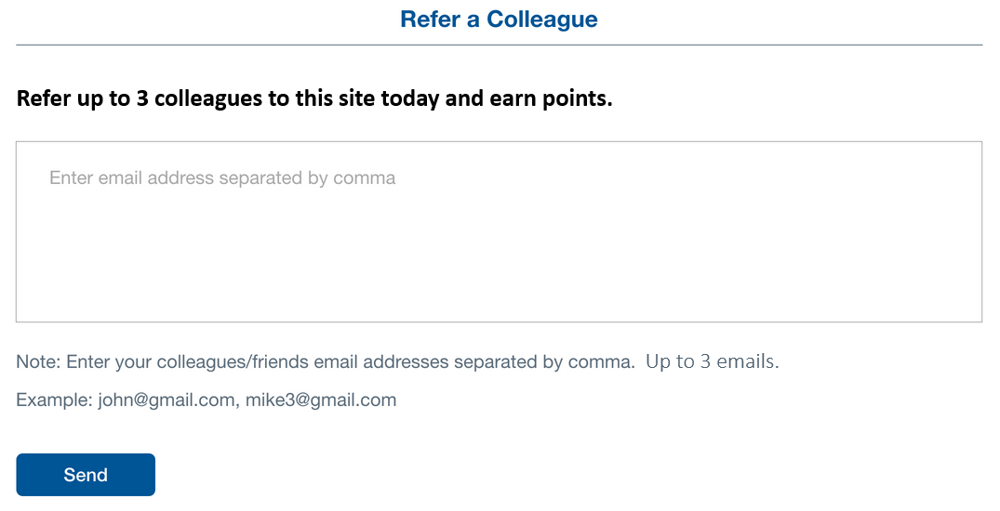 Refer a Colleague
Refer up to 3 colleagues to this site today and earn points.
Enter email address separated by comma
Note: Enter your colleagues/friends email addresses separated by comma. Up to 3 emails.
Example: john@gmail.com, mike3@gmail.com
Send